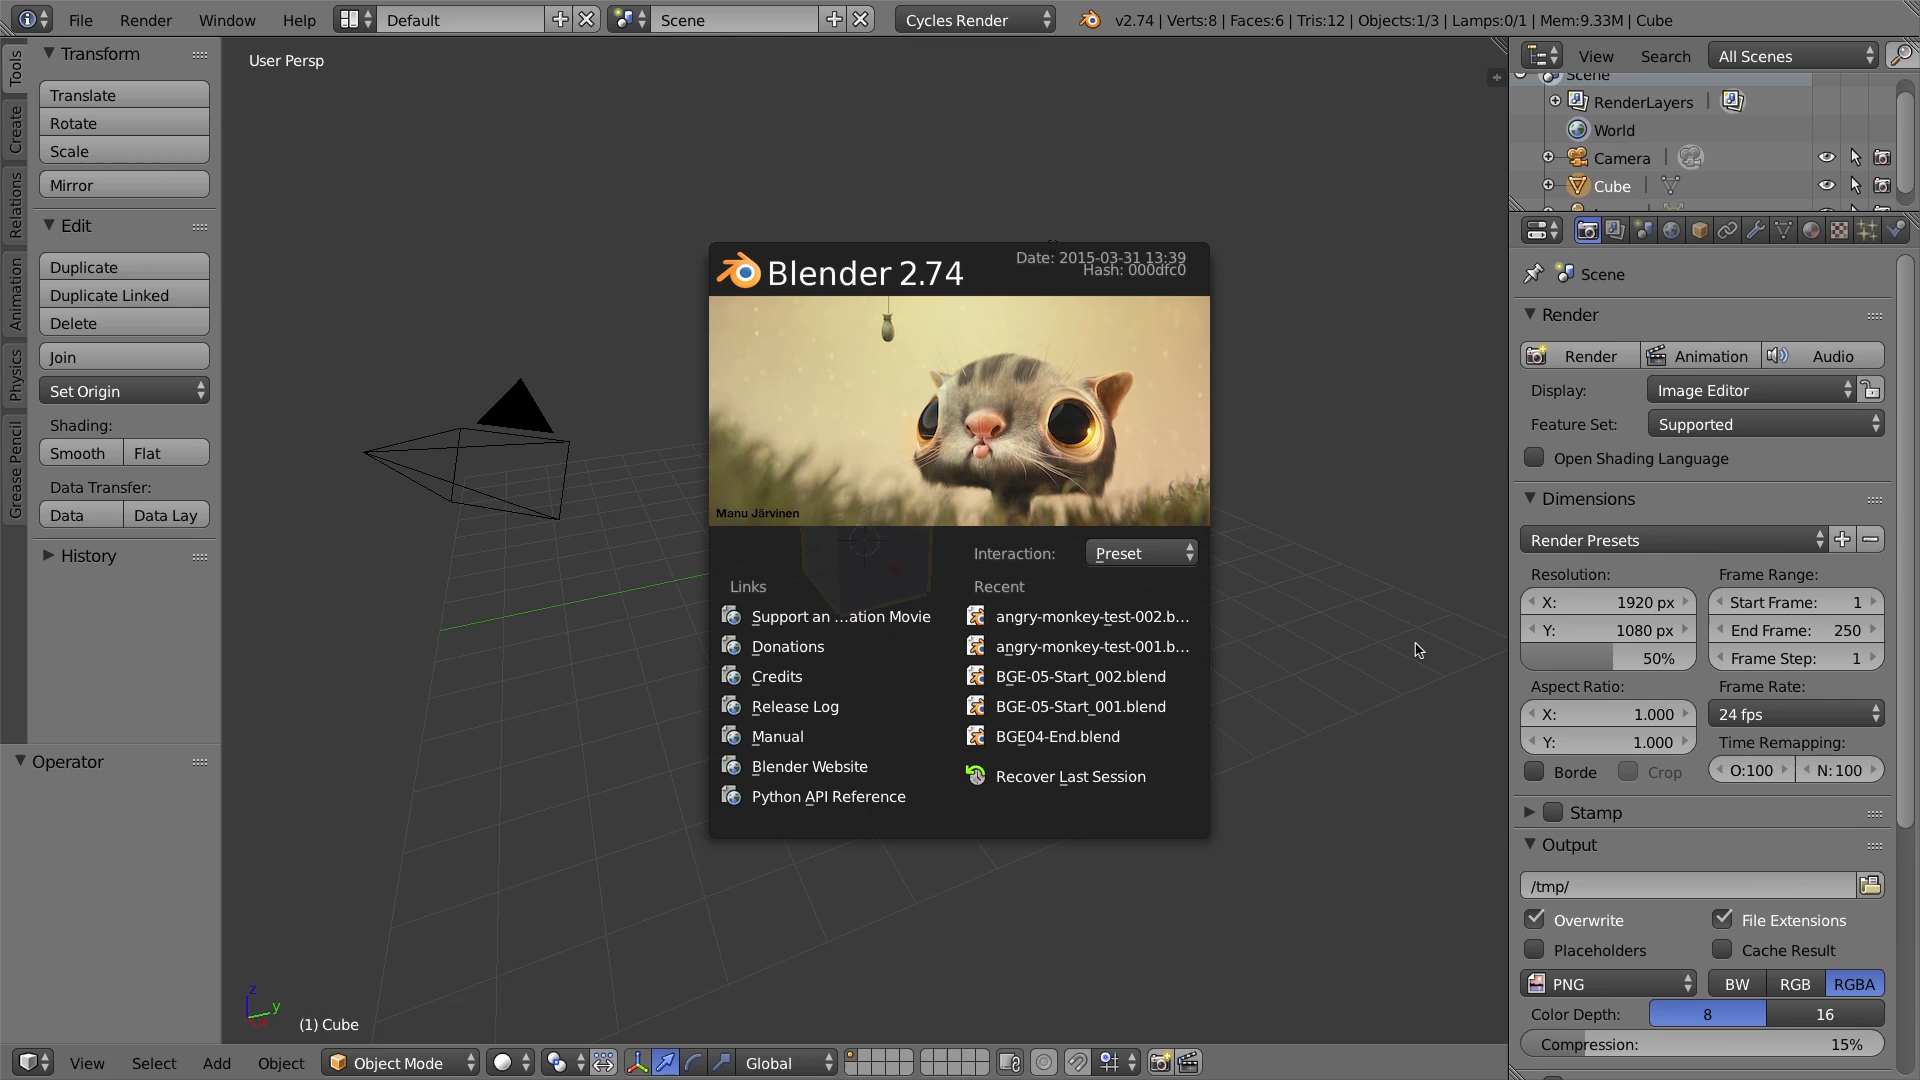 File Render Window Help Default Scene Cycles Render v2.74 | Verts:8 | Faces:6 | Tris:12 | Objects:1/3 | Lamps:0/1 | Mem:9.33M | Cube
Tools
Create
Relations
Animation
Physics
Grease Pencil
Transform
Translate
Rotate
Scale
Mirror
Edit
Duplicate
Duplicate Linked
Delete
Join
Set Origin
Shading:
Smooth Flat
Data Transfer:
Data Data Lay
History
Operator
User Persp
Blender 2.74
Date: 2015-03-31 13:39
Hash: 000dfc0
Manu Järvinen
Interaction: Preset
Links
Support an ...ation Movie
Donations
Credits
Release Log
Manual
Blender Website
Python API Reference
Recent
angry-monkey-test-002.b...
angry-monkey-test-001.b...
BGE-05-Start_002.blend
BGE-05-Start_001.blend
BGE04-End.blend
Recover Last Session
z
y
(1) Cube
View Select Add Object Object Mode Global
View Search All Scenes
Scene
RenderLayers
World
Camera
Cube
Scene
Render
Render Animation Audio
Display: Image Editor
Feature Set: Supported
Open Shading Language
Dimensions
Render Presets
Resolution: Frame Range:
X: 1920 px Start Frame: 1
Y: 1080 px End Frame: 250
50% Frame Step: 1
Aspect Ratio: Frame Rate:
X: 1.000 24 fps
Y: 1.000 Time Remapping:
Borde Crop O:100 N: 100
Stamp
Output
/tmp/
Overwrite File Extensions
Placeholders Cache Result
PNG BW RGB RGBA
Color Depth: 8 16
Compression: 15%